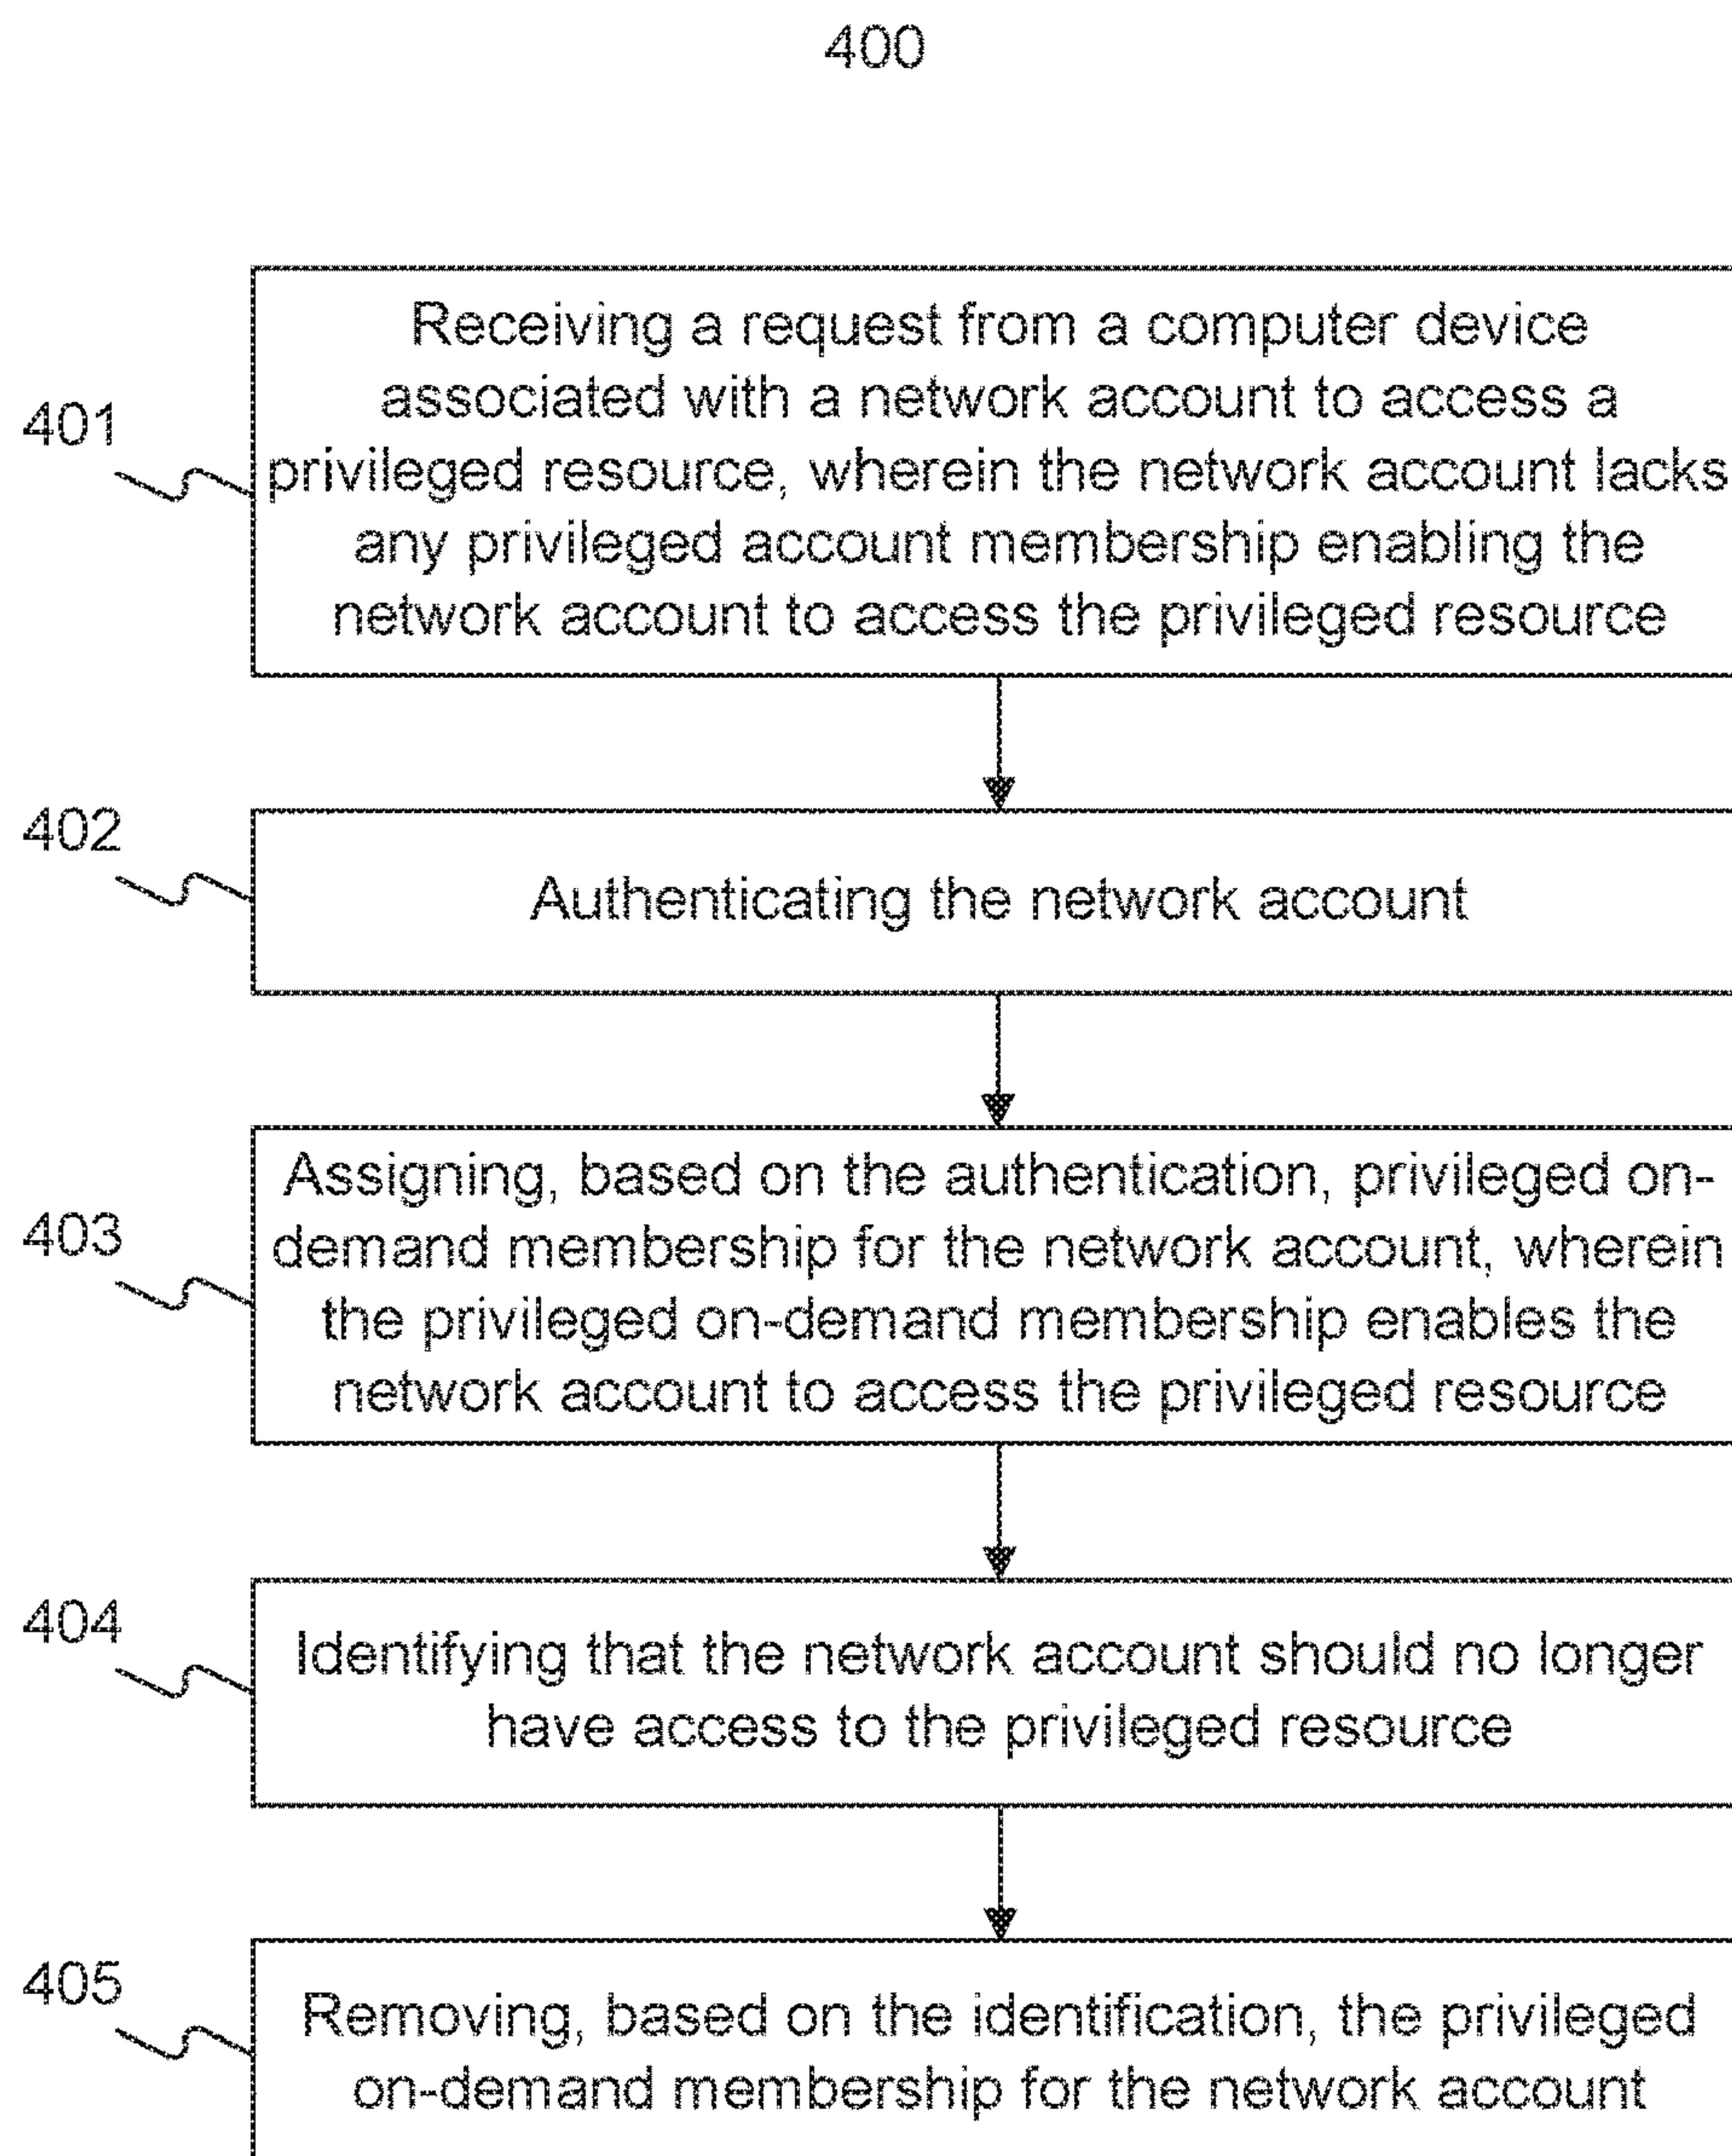 400
401
Receiving a request from a computer device
associated with a network account to access a
privileged resource, wherein the network account lacks
any privileged account membership enabling the
network account to access the privileged resource
402
Authenticating the network account
403
Assigning, based on the authentication, privileged on-
demand membership for the network account, wherein
the privileged on-demand membership enables the
network account to access the privileged resource
404
Identifying that the network account should no longer
have access to the privileged resource
405
Removing, based on the identification, the privileged
on-demand membership for the network account